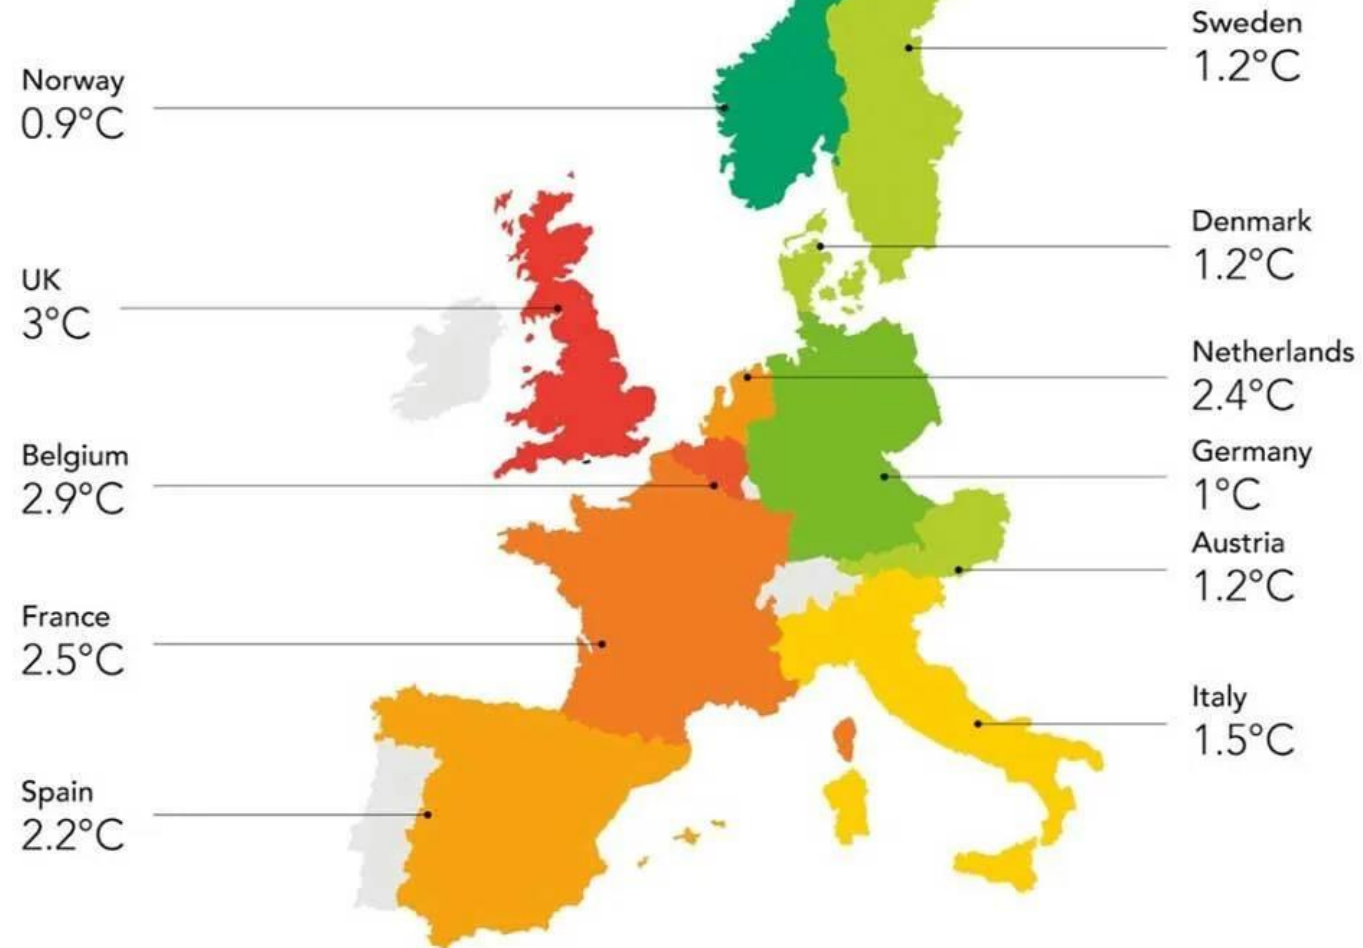 Norway
0.9°C
UK
3°C
Belgium
2.9°C
France
2.5°C
Spain
2.2°C
Sweden
1.2°C
Denmark
1.2°C
Netherlands
2.4°C
Germany
1°C
Austria
1.2°C
Italy
1.5°C